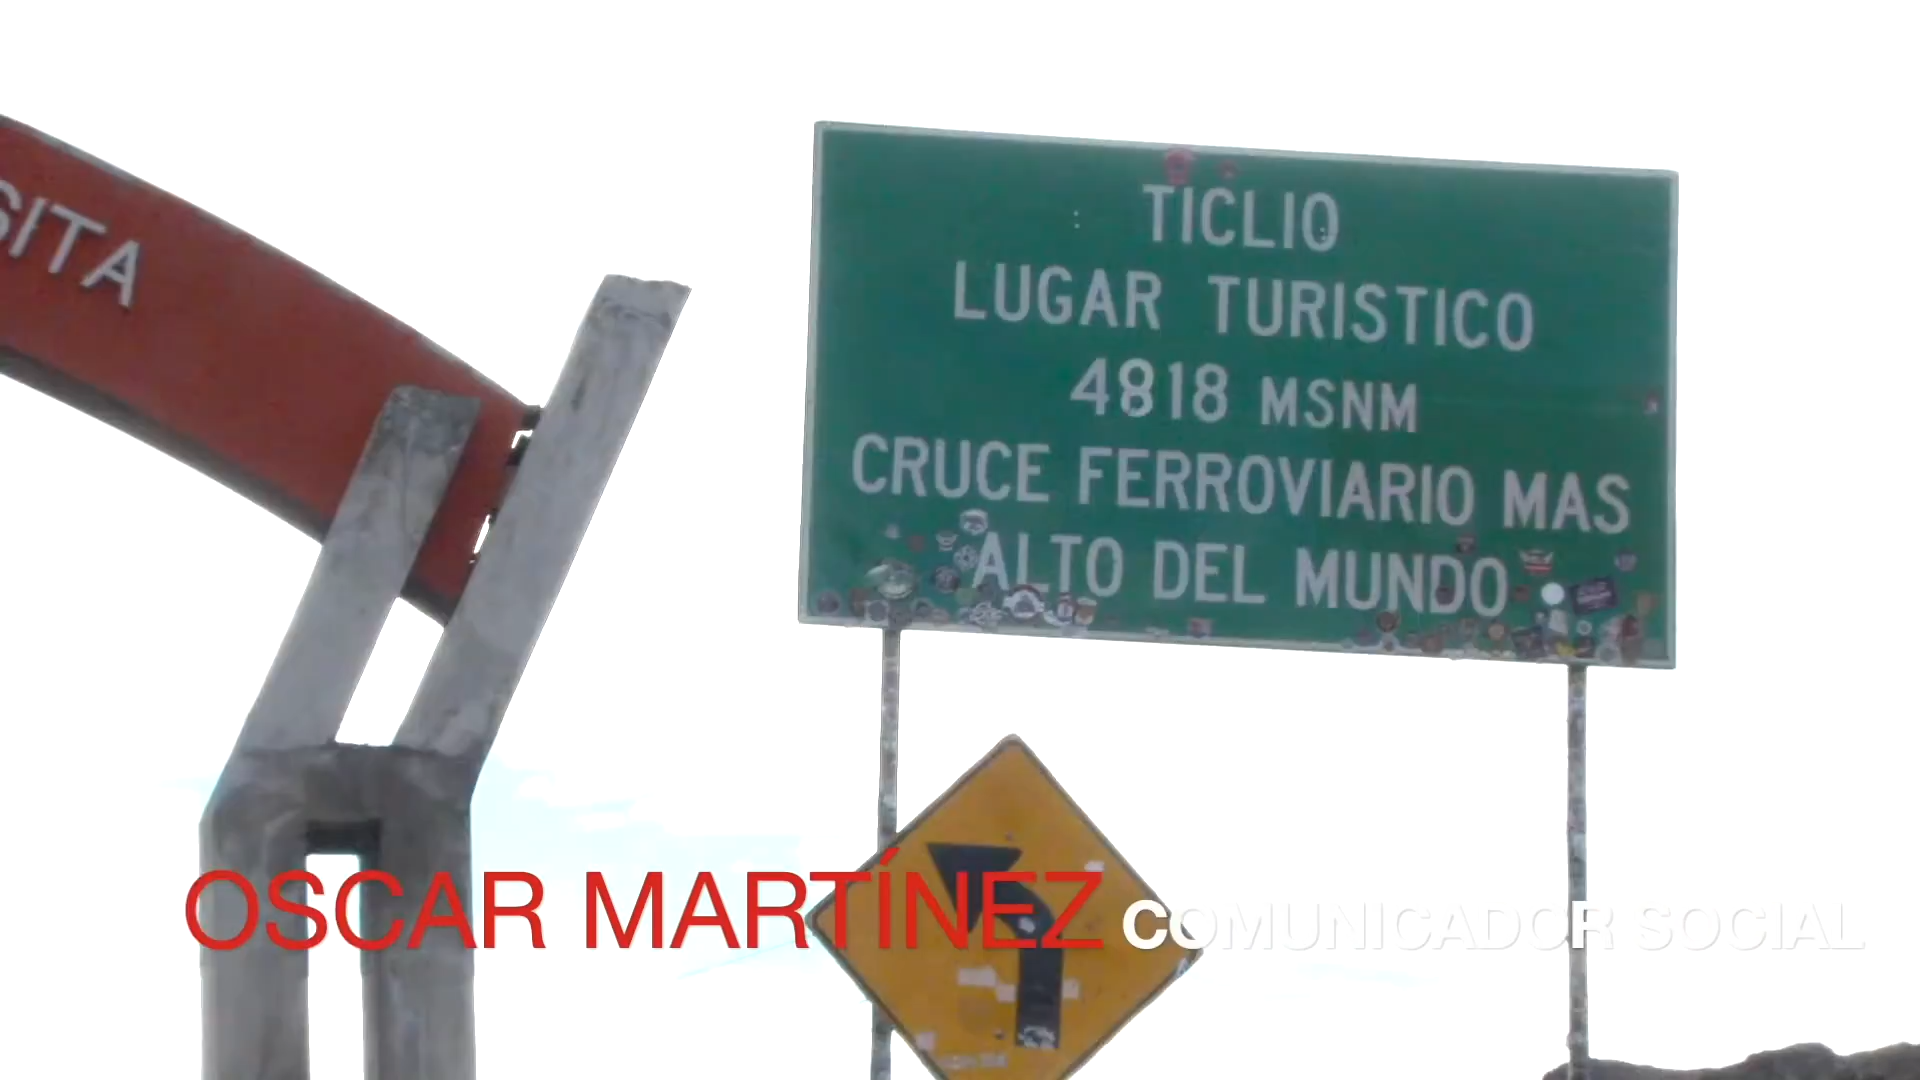 SITA
TICLIO
LUGAR TURISTICO
4818 MSNM
CRUCE FERROVIARIO MAS
ALTO DEL MUNDO
OSCAR MARTÍNEZ COMUNICADOR SOCIAL